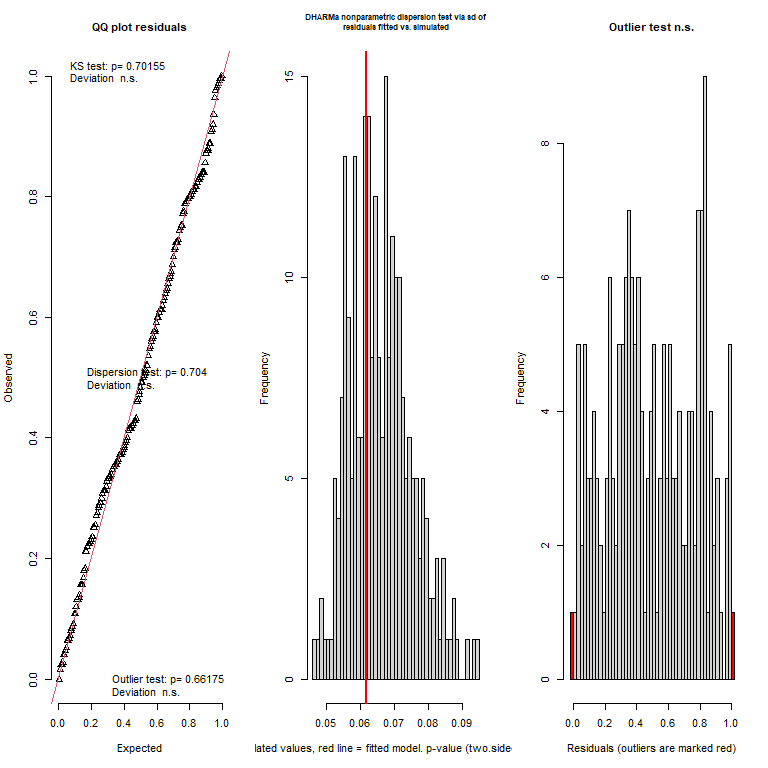 QQ plot residuals
KS test: p= 0.70155
Deviation n.s.
Dispersion test: p= 0.704
Deviation n.s.
Outlier test: p= 0.66175
Deviation n.s.
Observed
0.0 0.2 0.4 0.6 0.8 1.0
0.0 0.2 0.4 0.6 0.8 1.0
Expected
DHARMa nonparametric dispersion test via sd of
residuals fitted vs. simulated
Frequency
0 5 10 15
0.05 0.06 0.07 0.08 0.09
lated values, red line = fitted model. p-value (two.side
Outlier test n.s.
Frequency
0 2 4 6 8
0.0 0.2 0.4 0.6 0.8 1.0
Residuals (outliers are marked red)